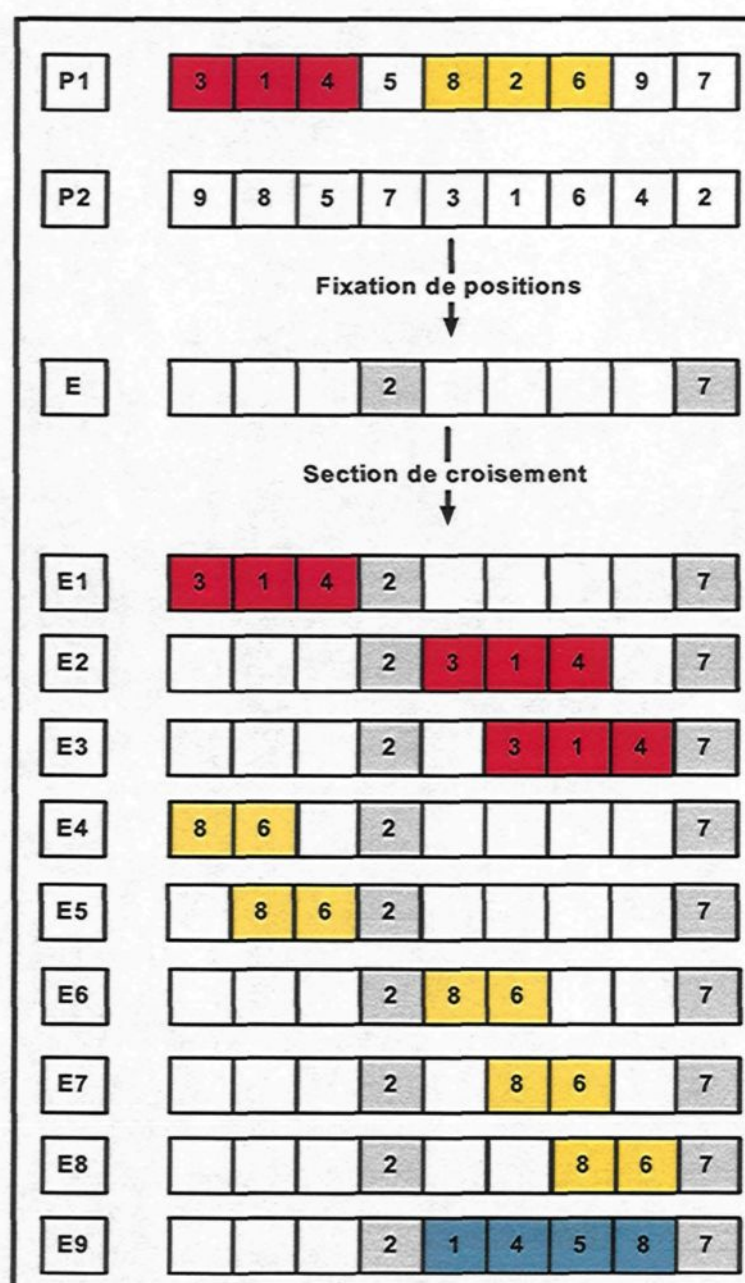 P1 3 1 4 5 8 2 6 9 7
P2 9 8 5 7 3 1 6 4 2
Fixation de positions
E 2 7
Section de croisement
E1 3 1 4 2 7
E2 2 3 1 4 7
E3 2 3 1 4 7
E4 8 6 2 7
E5 8 6 2 7
E6 2 8 6 7
E7 2 8 6 7
E8 2 8 6 7
E9 2 1 4 5 8 7